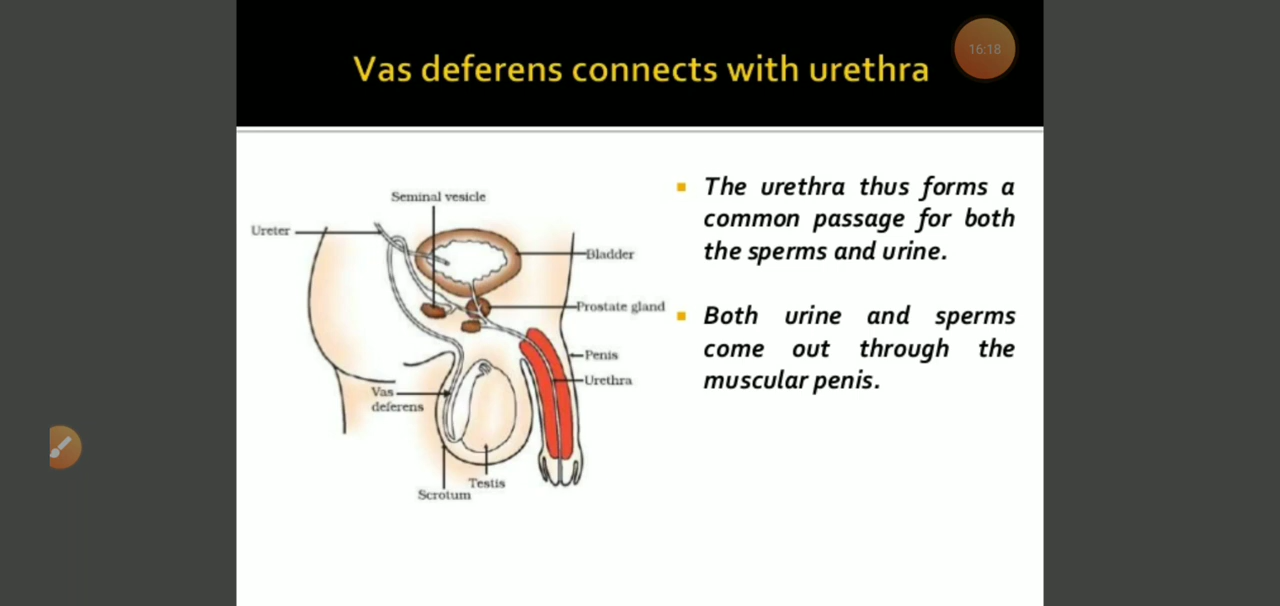 16:18
Vas deferens connects with urethra
Seminal vesicle
Ureter
Bladder
Prostate gland
Penis
Urethra
Vas
deferens
Testis
Scrotum
The urethra thus forms a
common passage for both
the sperms and urine.
Both urine and sperms
come out through the
muscular penis.